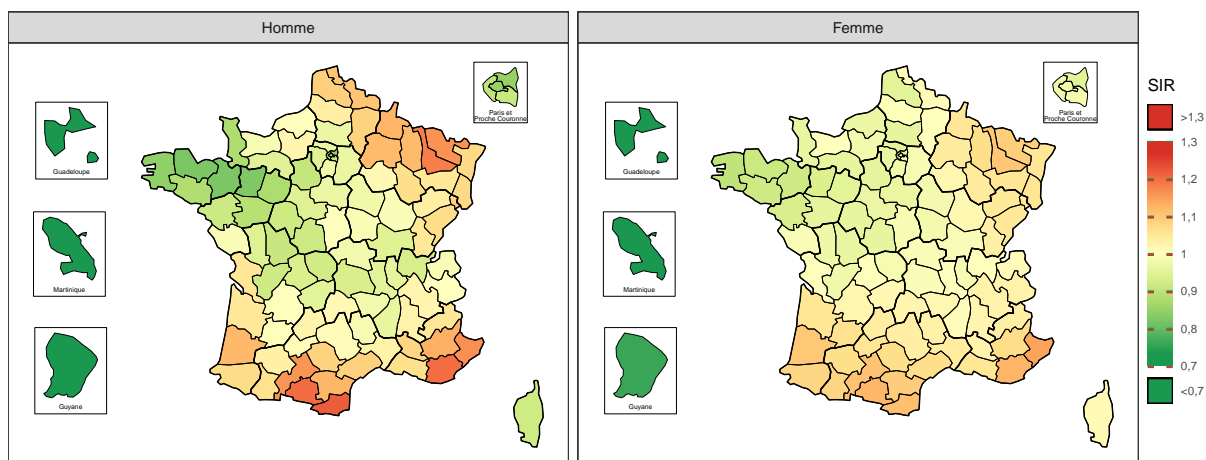 Homme
Paris et
Proche Couronne
Guadeloupe
Martinique
Guyane
Femme
Paris et
Proche Couronne
Guadeloupe
Martinique
Guyane
SIR
>1,3
1,3
1,2
1,1
1
0,9
0,8
0,7
<0,7